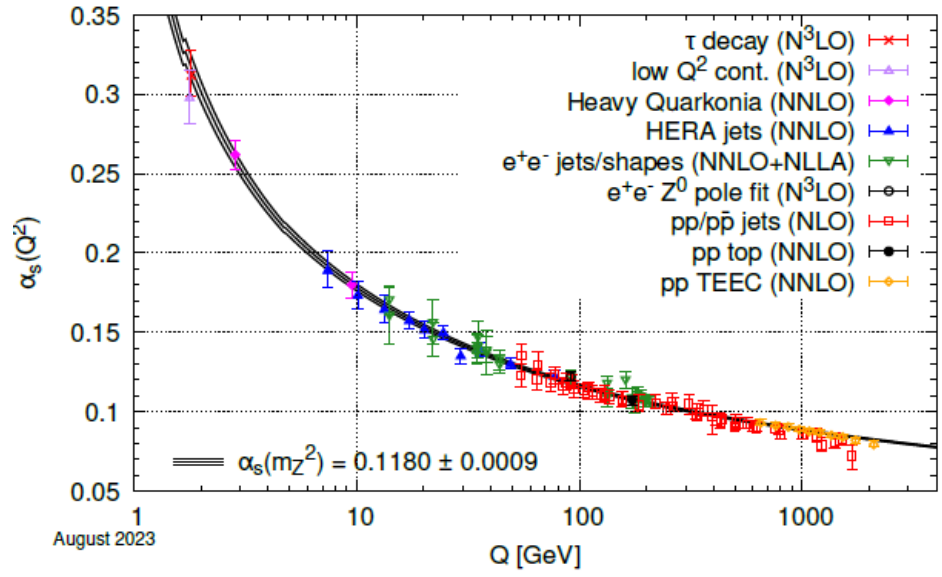 0.35
0.3
0.25
0.2
0.15
0.1
0.05
αs(Q²)
τ decay (N³LO)
low Q² cont. (N³LO)
Heavy Quarkonia (NNLO)
HERA jets (NNLO)
e⁺e⁻ jets/shapes (NNLO+NLLA)
e⁺e⁻ Z⁰ pole fit (N³LO)
pp/pp̄ jets (NLO)
pp top (NNLO)
pp TEEC (NNLO)
αs(mZ²) = 0.1180 ± 0.0009
1 10 100 1000
August 2023
Q [GeV]